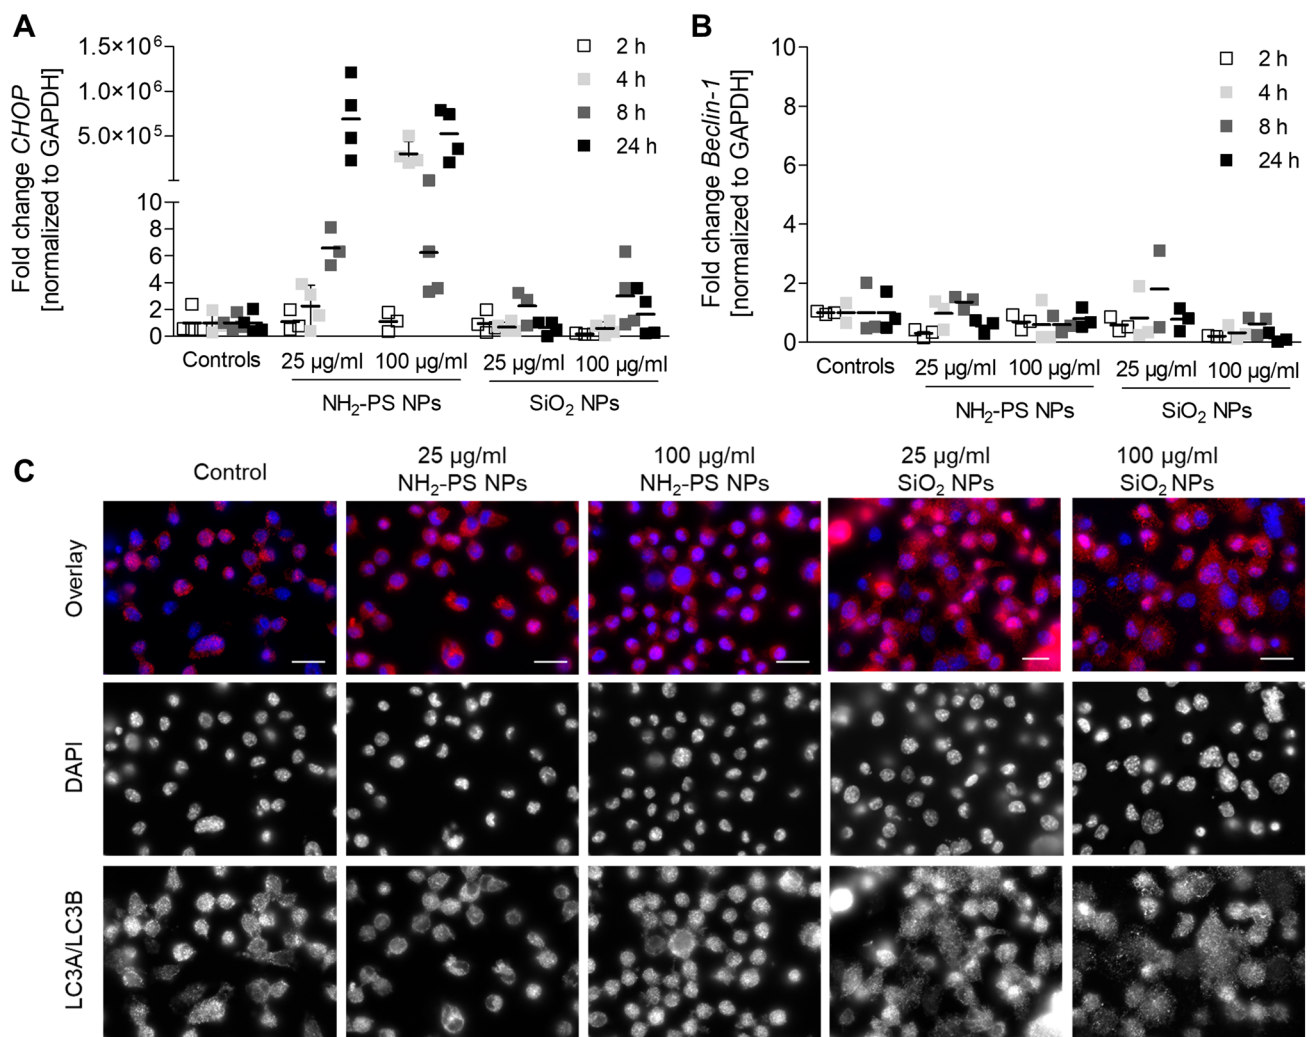 A
Fold change CHOP
[normalized to GAPDH]
1.5×10⁶
1.0×10⁶
5.0×10⁵
10
8
6
4
2
0
2 h
4 h
8 h
24 h
Controls
25 µg/ml
100 µg/ml
25 µg/ml
100 µg/ml
NH₂-PS NPs
SiO₂ NPs
B
Fold change Beclin-1
[normalized to GAPDH]
10
8
6
4
2
0
2 h
4 h
8 h
24 h
Controls
25 µg/ml
100 µg/ml
25 µg/ml
100 µg/ml
NH₂-PS NPs
SiO₂ NPs
C
Control
25 µg/ml
NH₂-PS NPs
100 µg/ml
NH₂-PS NPs
25 µg/ml
SiO₂ NPs
100 µg/ml
SiO₂ NPs
Overlay
DAPI
LC3A/LC3B